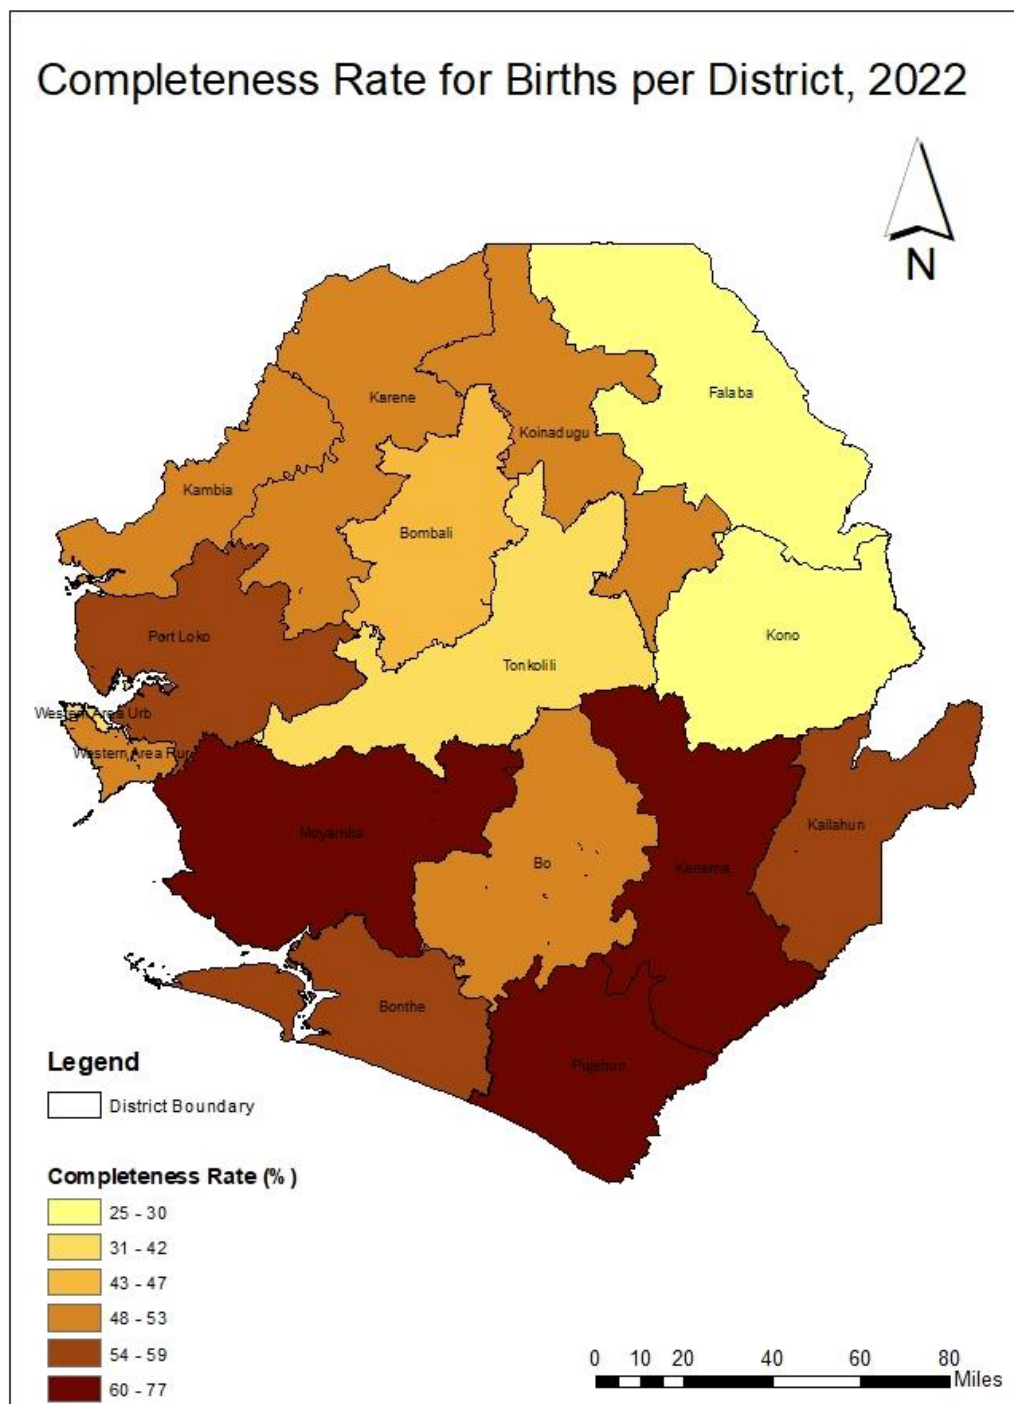 Completeness Rate for Births per District, 2022
N
Falaba
Karene
Koinadugu
Kambia
Bombali
Port Loko
Kono
Tonkolili
Western Area Urb
Western Area Rur
Moyamba
Kailahun
Bo
Kenema
Bonthe
Pujehun
Legend
District Boundary
Completeness Rate (%)
25 - 30
31 - 42
43 - 47
48 - 53
54 - 59
60 - 77
0 10 20 40 60 80
Miles